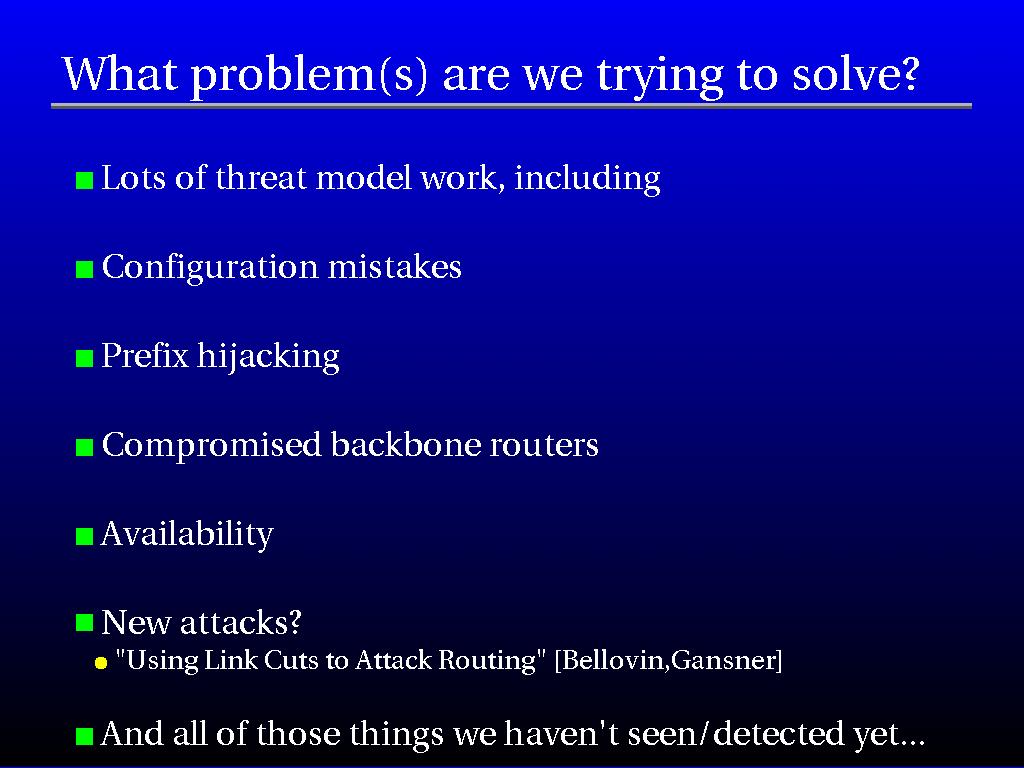 What problem(s) are we trying to solve?
Lots of threat model work, including
Configuration mistakes
Prefix hijacking
Compromised backbone routers
Availability
New attacks?
"Using Link Cuts to Attack Routing" [Bellovin,Gansner]
And all of those things we haven't seen/detected yet...